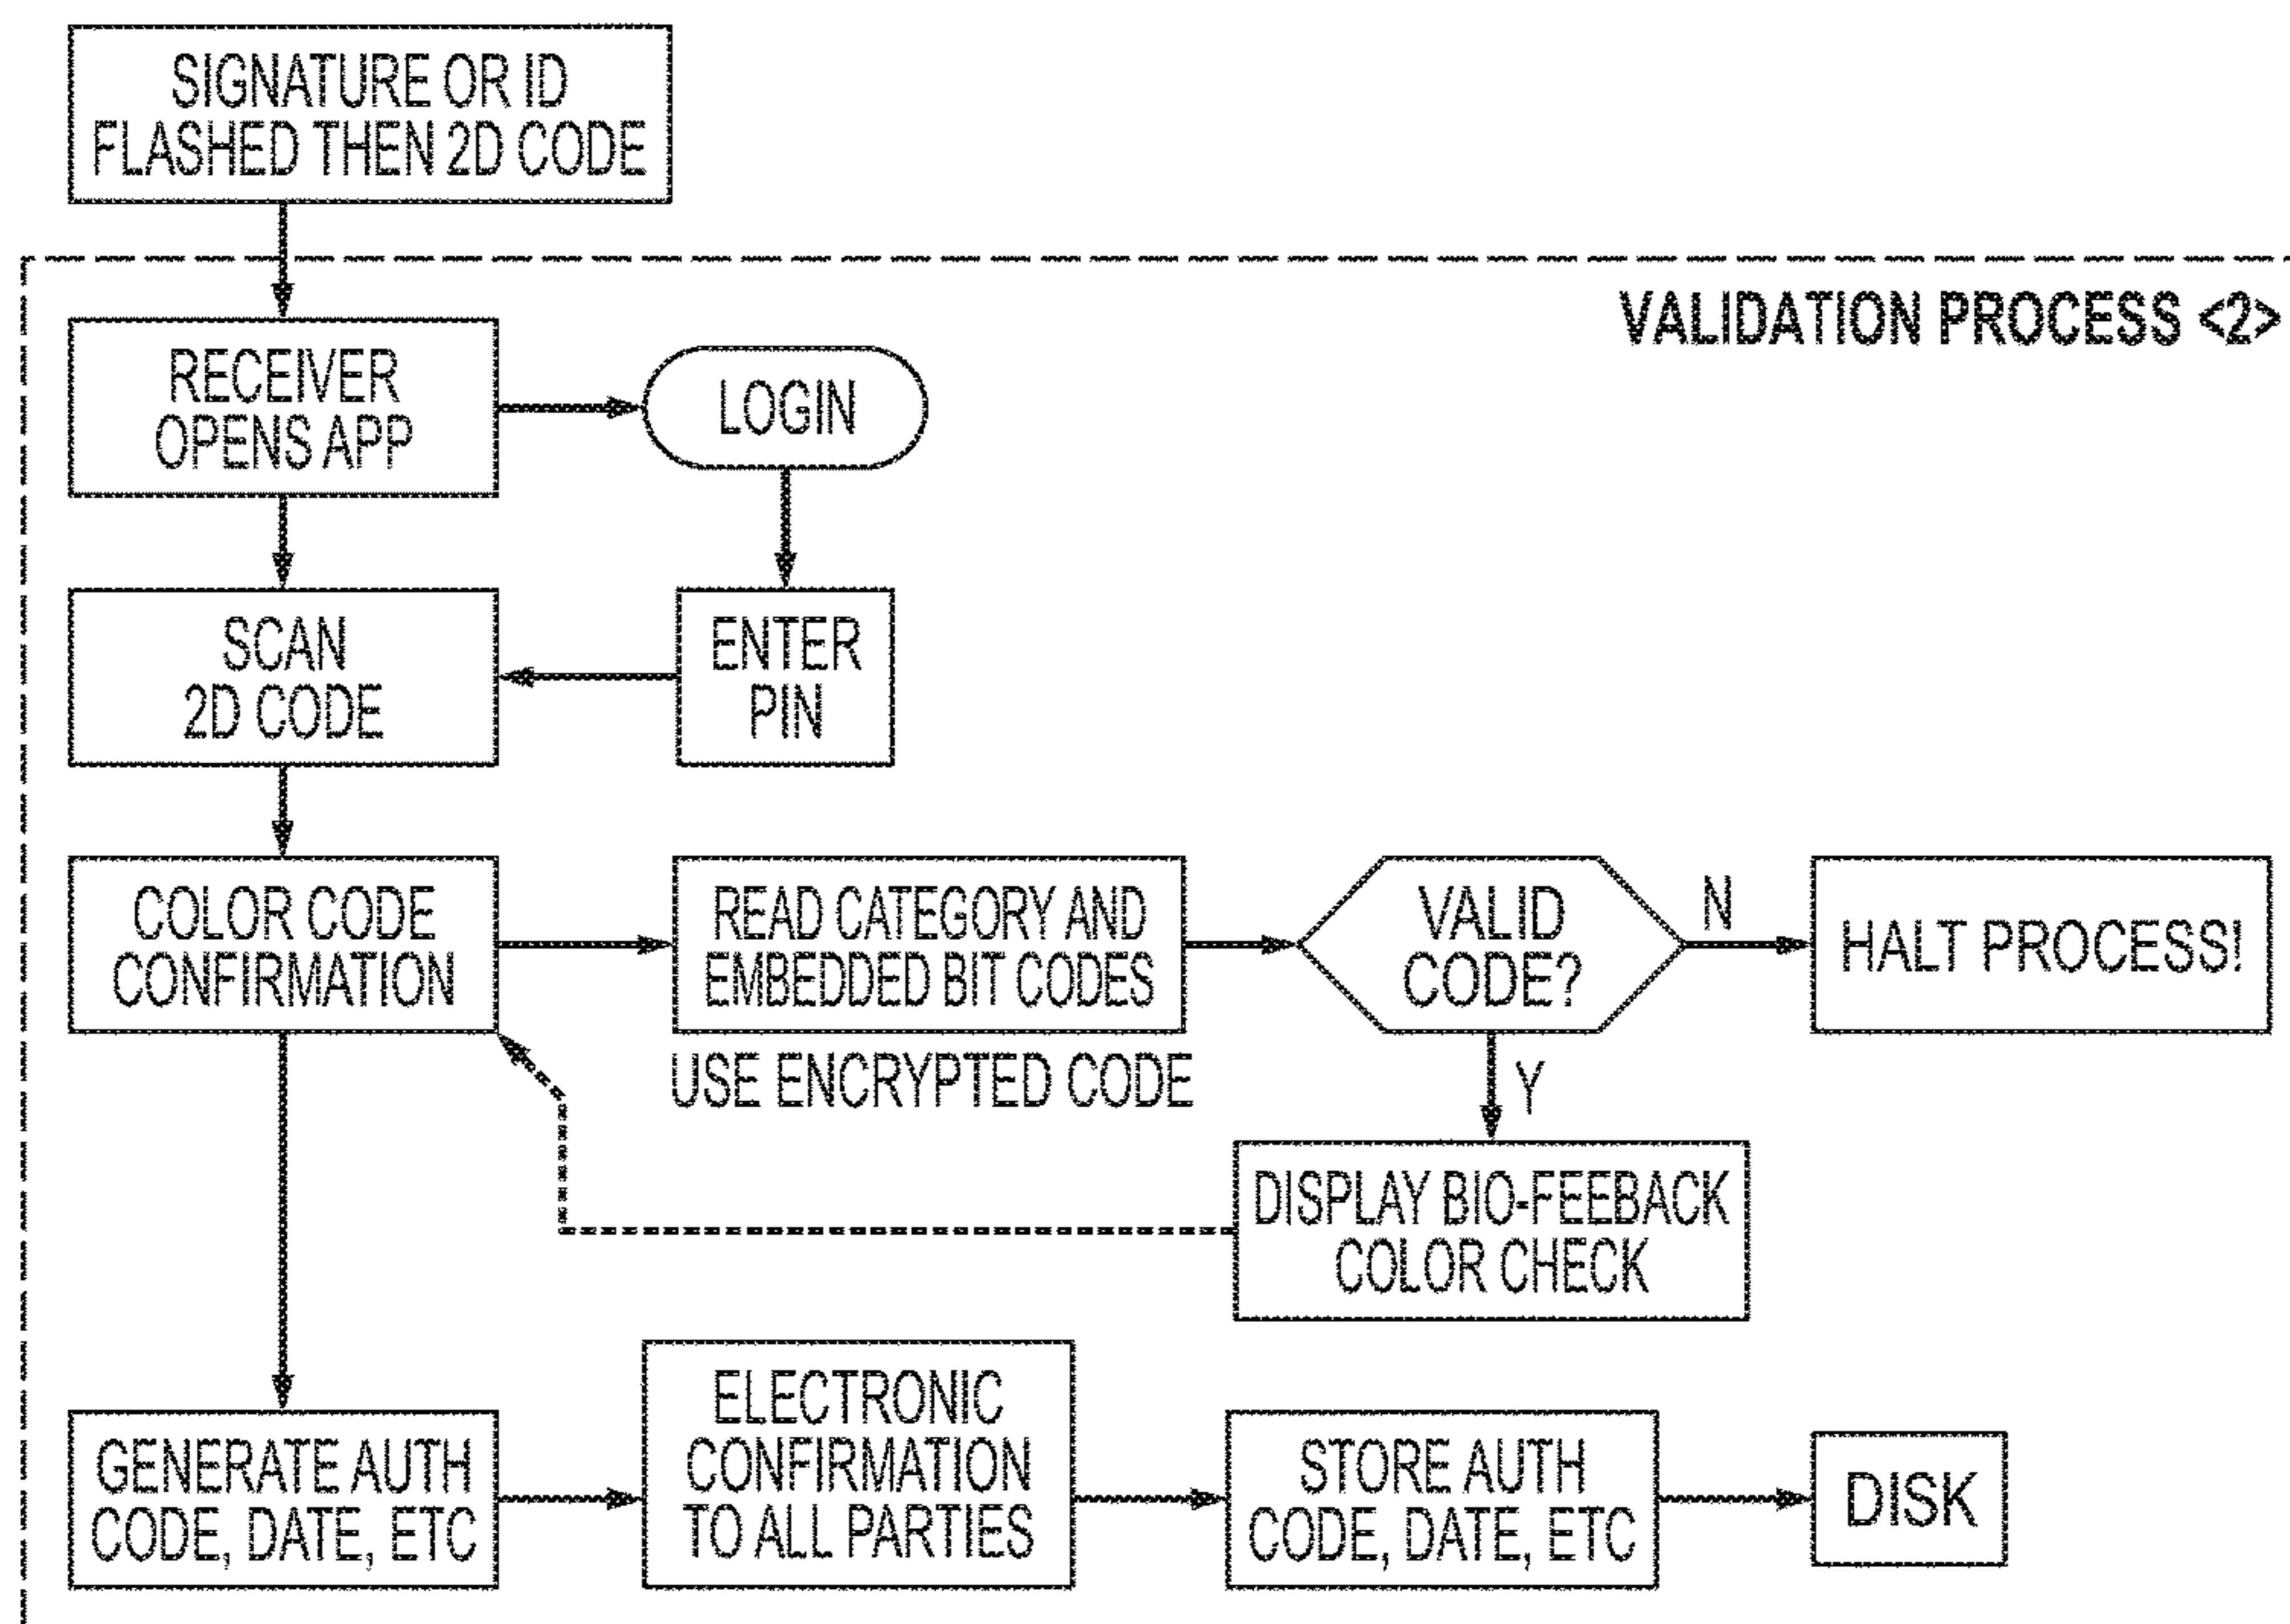 SIGNATURE OR ID
FLASHED THEN 2D CODE
VALIDATION PROCESS <2>
RECEIVER
OPENS APP
LOGIN
SCAN
2D CODE
ENTER
PIN
COLOR CODE
CONFIRMATION
READ CATEGORY AND
EMBEDDED BIT CODES
USE ENCRYPTED CODE
VALID
CODE?
N
HALT PROCESS!
Y
DISPLAY BIO-FEEBACK
COLOR CHECK
GENERATE AUTH
CODE, DATE, ETC
ELECTRONIC
CONFIRMATION
TO ALL PARTIES
STORE AUTH
CODE, DATE, ETC
DISK